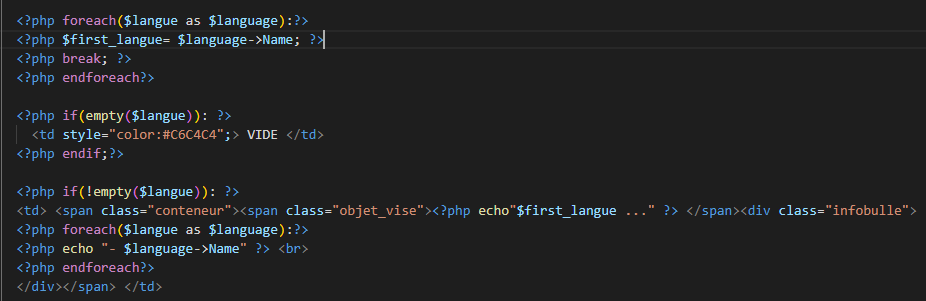 <?php foreach($langue as $language):?>
<?php $first_langue= $language->Name; ?>
<?php break; ?>
<?php endforeach?>
<?php if(empty($langue)): ?>
<td style="color:#C6C4C4";> VIDE </td>
<?php endif;?>
<?php if(!empty($langue)): ?>
<td> <span class="conteneur"><span class="objet_vise"><?php echo"$first_langue ..." ?> </span><div class="infobulle">
<?php foreach($langue as $language):?>
<?php echo "- $language->Name" ?> <br>
<?php endforeach?>
</div></span> </td>